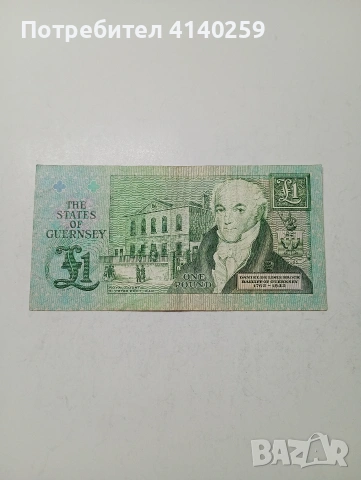 Потребител 4140259
THE
STATES
OF
GUERNSEY
£1
£1
ONE
POUND
DANIEL DE LISLE BROCK
BAILIFF OF GUERNSEY
1762 - 1842
BAZAR